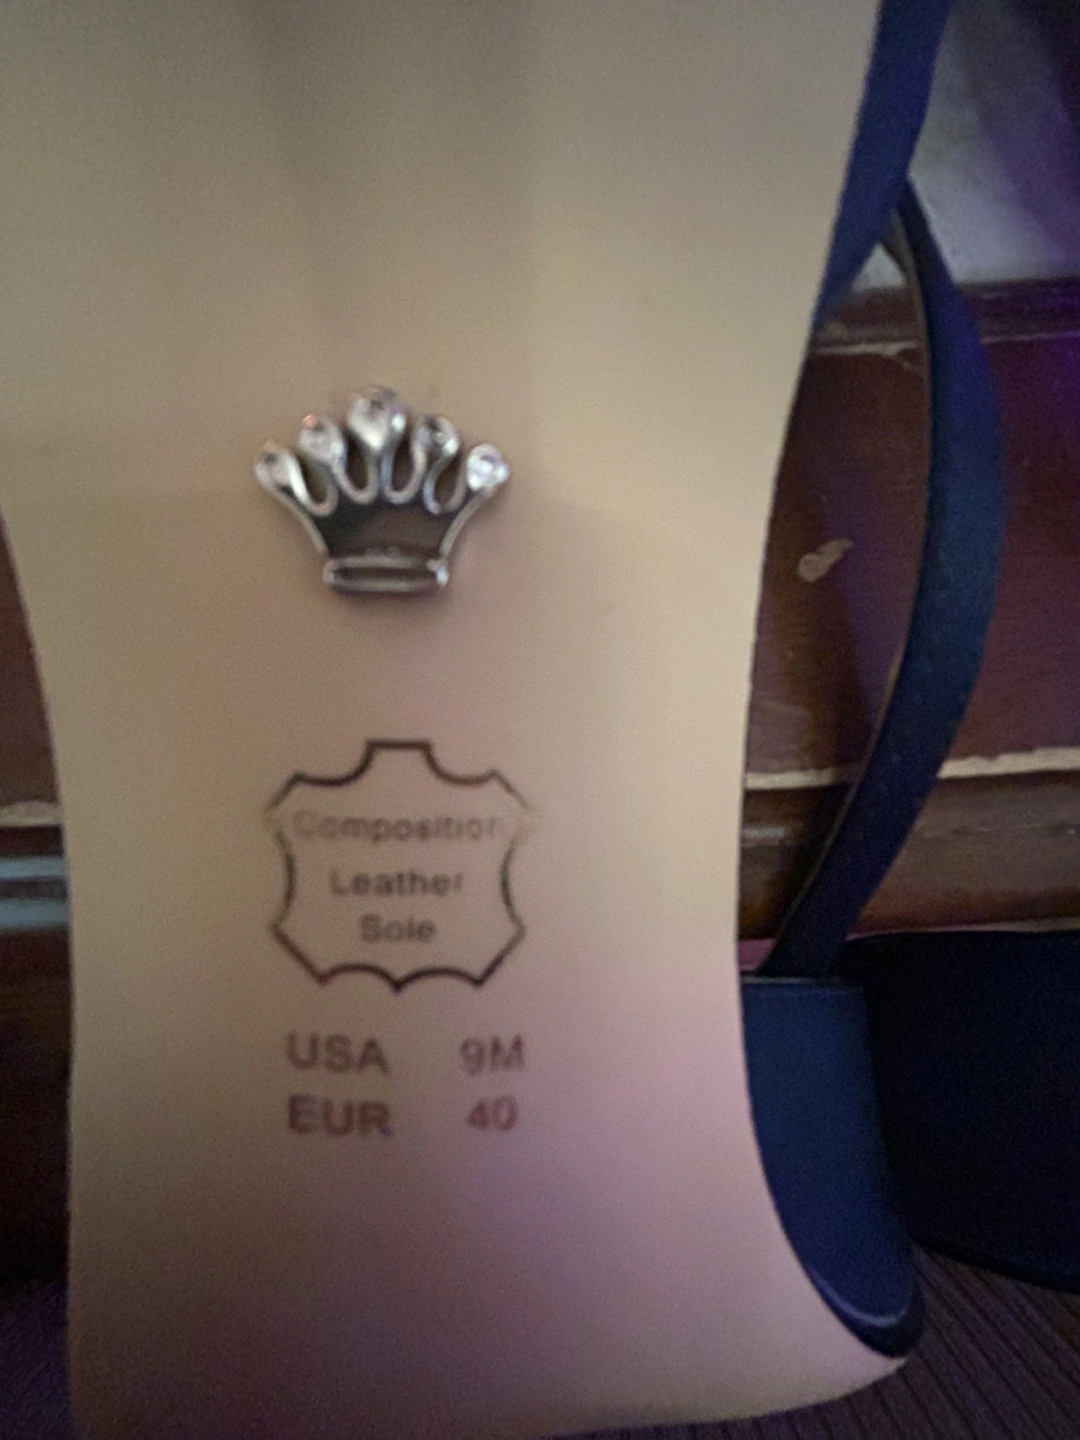 Composition
Leather
Sole
USA 9M
EUR 40